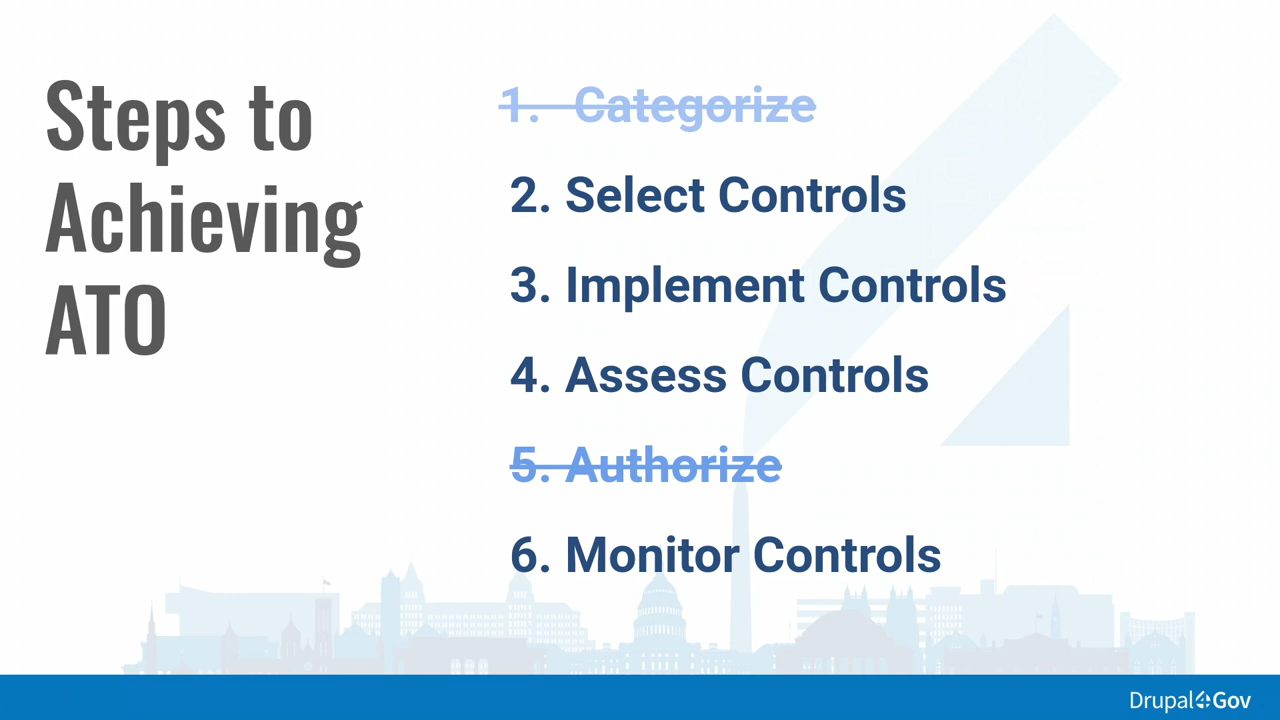 Steps to
Achieving
ATO
1. Categorize
2. Select Controls
3. Implement Controls
4. Assess Controls
5. Authorize
6. Monitor Controls
Drupal4Gov